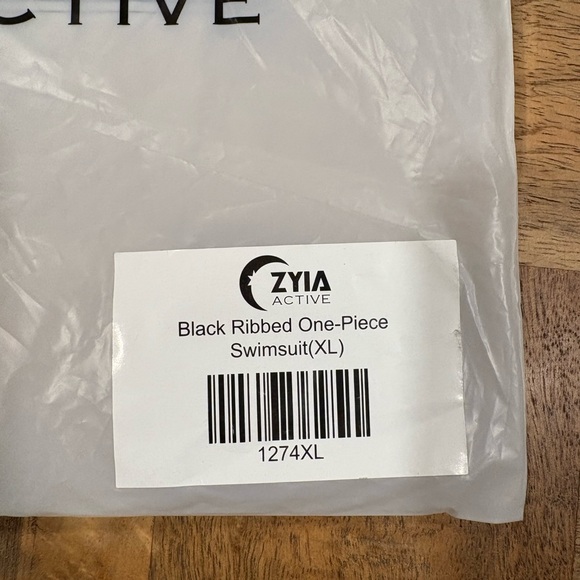 CTIVE
ZYIA
ACTIVE
Black Ribbed One-Piece
Swimsuit(XL)
1274XL